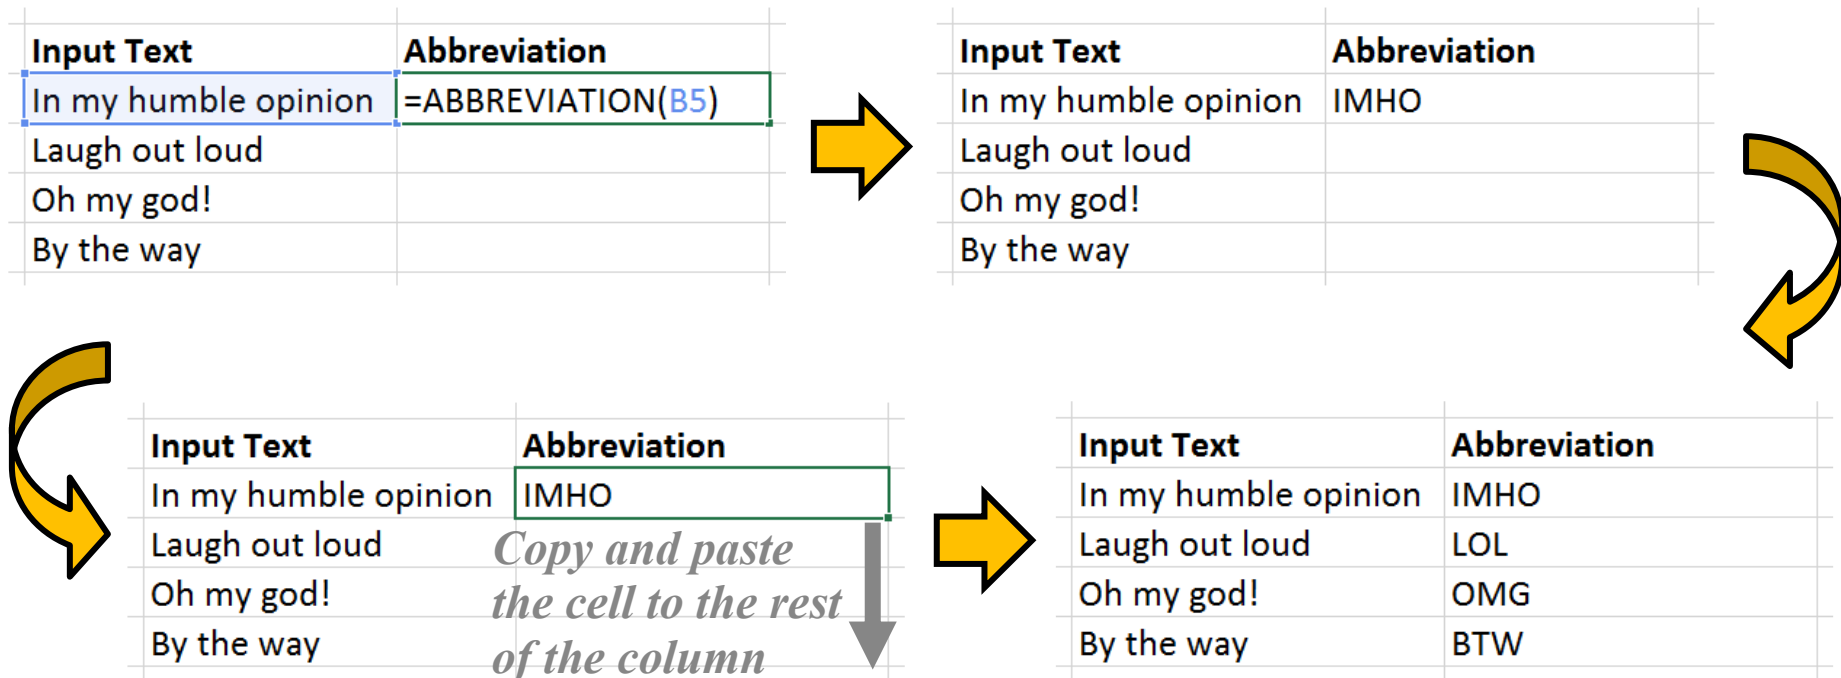 Input Text Abbreviation
In my humble opinion =ABBREVIATION(B5)
Laugh out loud
Oh my god!
By the way
Input Text Abbreviation
In my humble opinion IMHO
Laugh out loud
Oh my god!
By the way
Input Text Abbreviation
In my humble opinion IMHO
Laugh out loud
Oh my god!
By the way
Copy and paste
the cell to the rest
of the column
Input Text Abbreviation
In my humble opinion IMHO
Laugh out loud LOL
Oh my god! OMG
By the way BTW